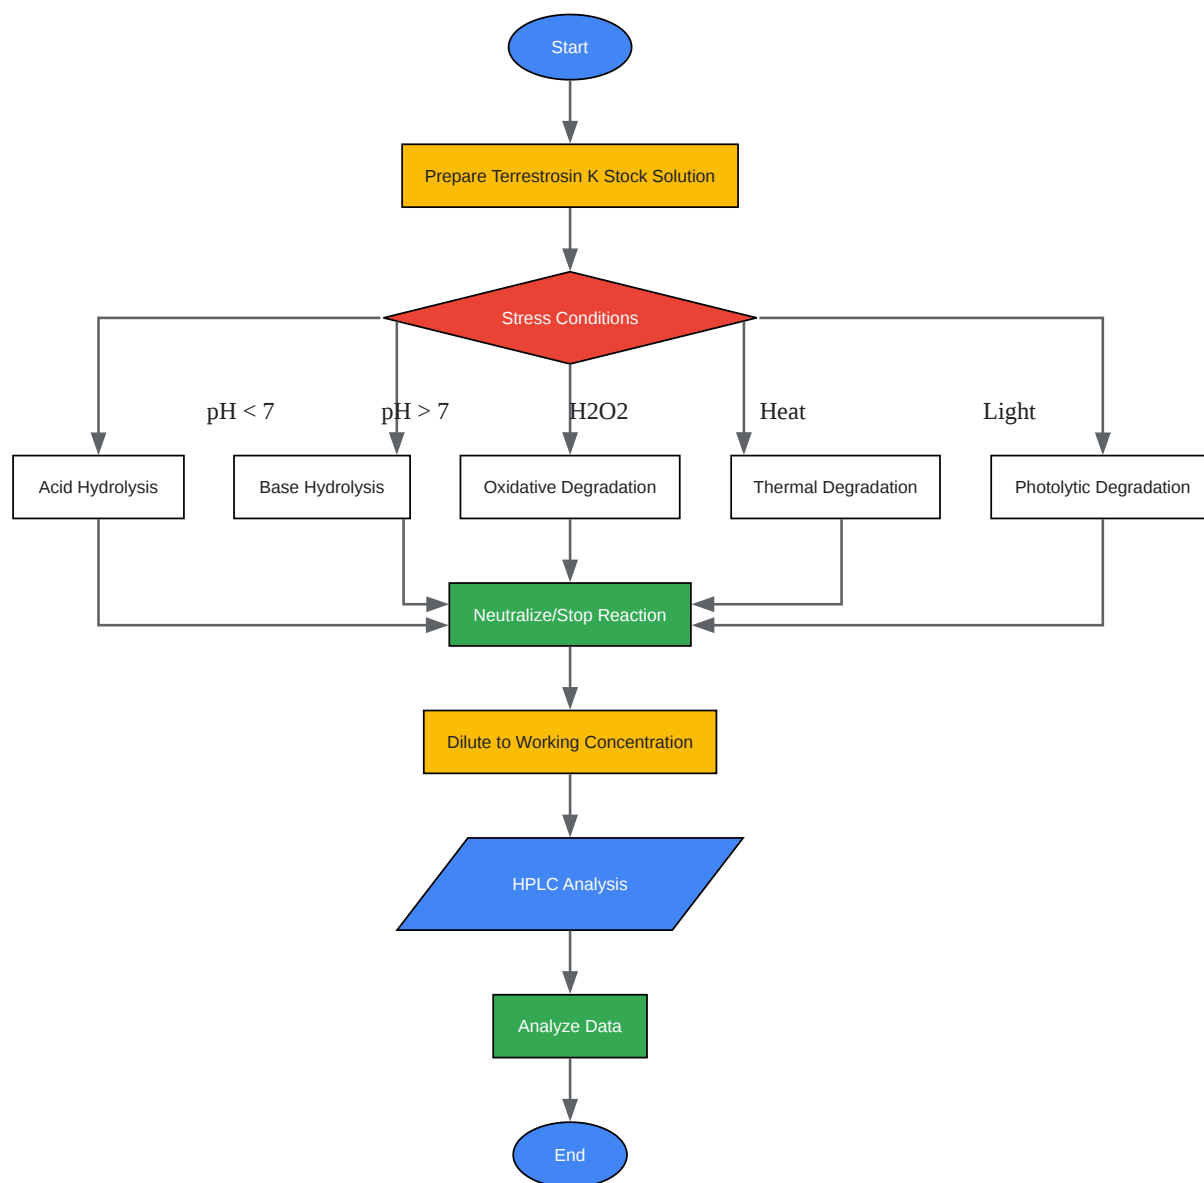 Start
Prepare Terrestrosin K Stock Solution
Stress Conditions
pH < 7
pH > 7
H2O2
Heat
Light
Acid Hydrolysis
Base Hydrolysis
Oxidative Degradation
Thermal Degradation
Photolytic Degradation
Neutralize/Stop Reaction
Dilute to Working Concentration
HPLC Analysis
Analyze Data
End